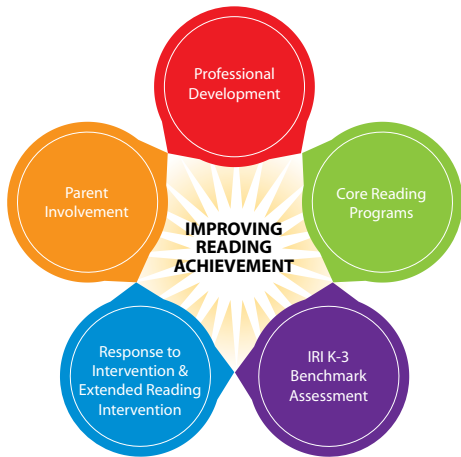 Professional
Development
Parent
Involvement
Core Reading
Programs
IMPROVING
READING
ACHIEVEMENT
Response to
Intervention &
Extended Reading
Intervention
IRI K-3
Benchmark
Assessment